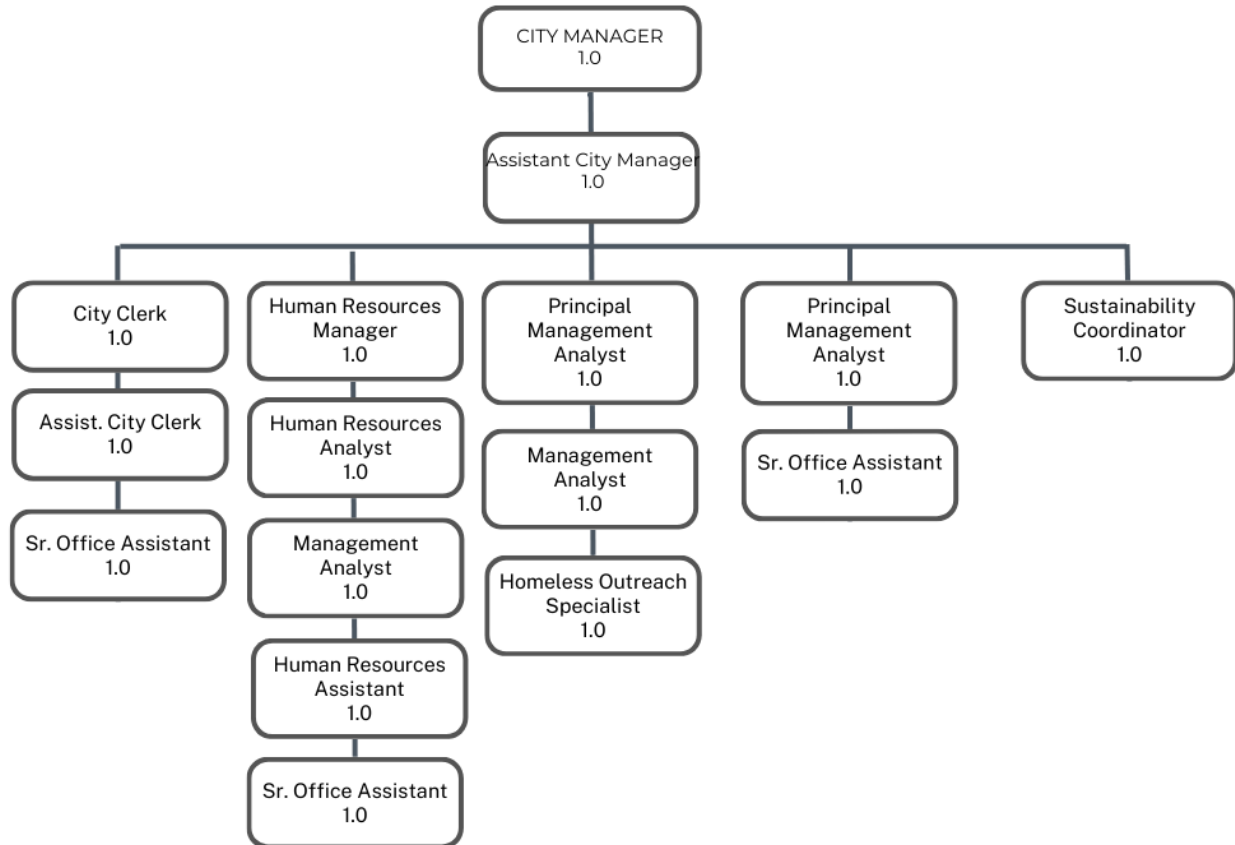 CITY MANAGER
1.0
Assistant City Manager
1.0
City Clerk
1.0
Assist. City Clerk
1.0
Sr. Office Assistant
1.0
Human Resources
Manager
1.0
Human Resources
Analyst
1.0
Management
Analyst
1.0
Human Resources
Assistant
1.0
Sr. Office Assistant
1.0
Principal
Management
Analyst
1.0
Management
Analyst
1.0
Homeless Outreach
Specialist
1.0
Principal
Management
Analyst
1.0
Sr. Office Assistant
1.0
Sustainability
Coordinator
1.0